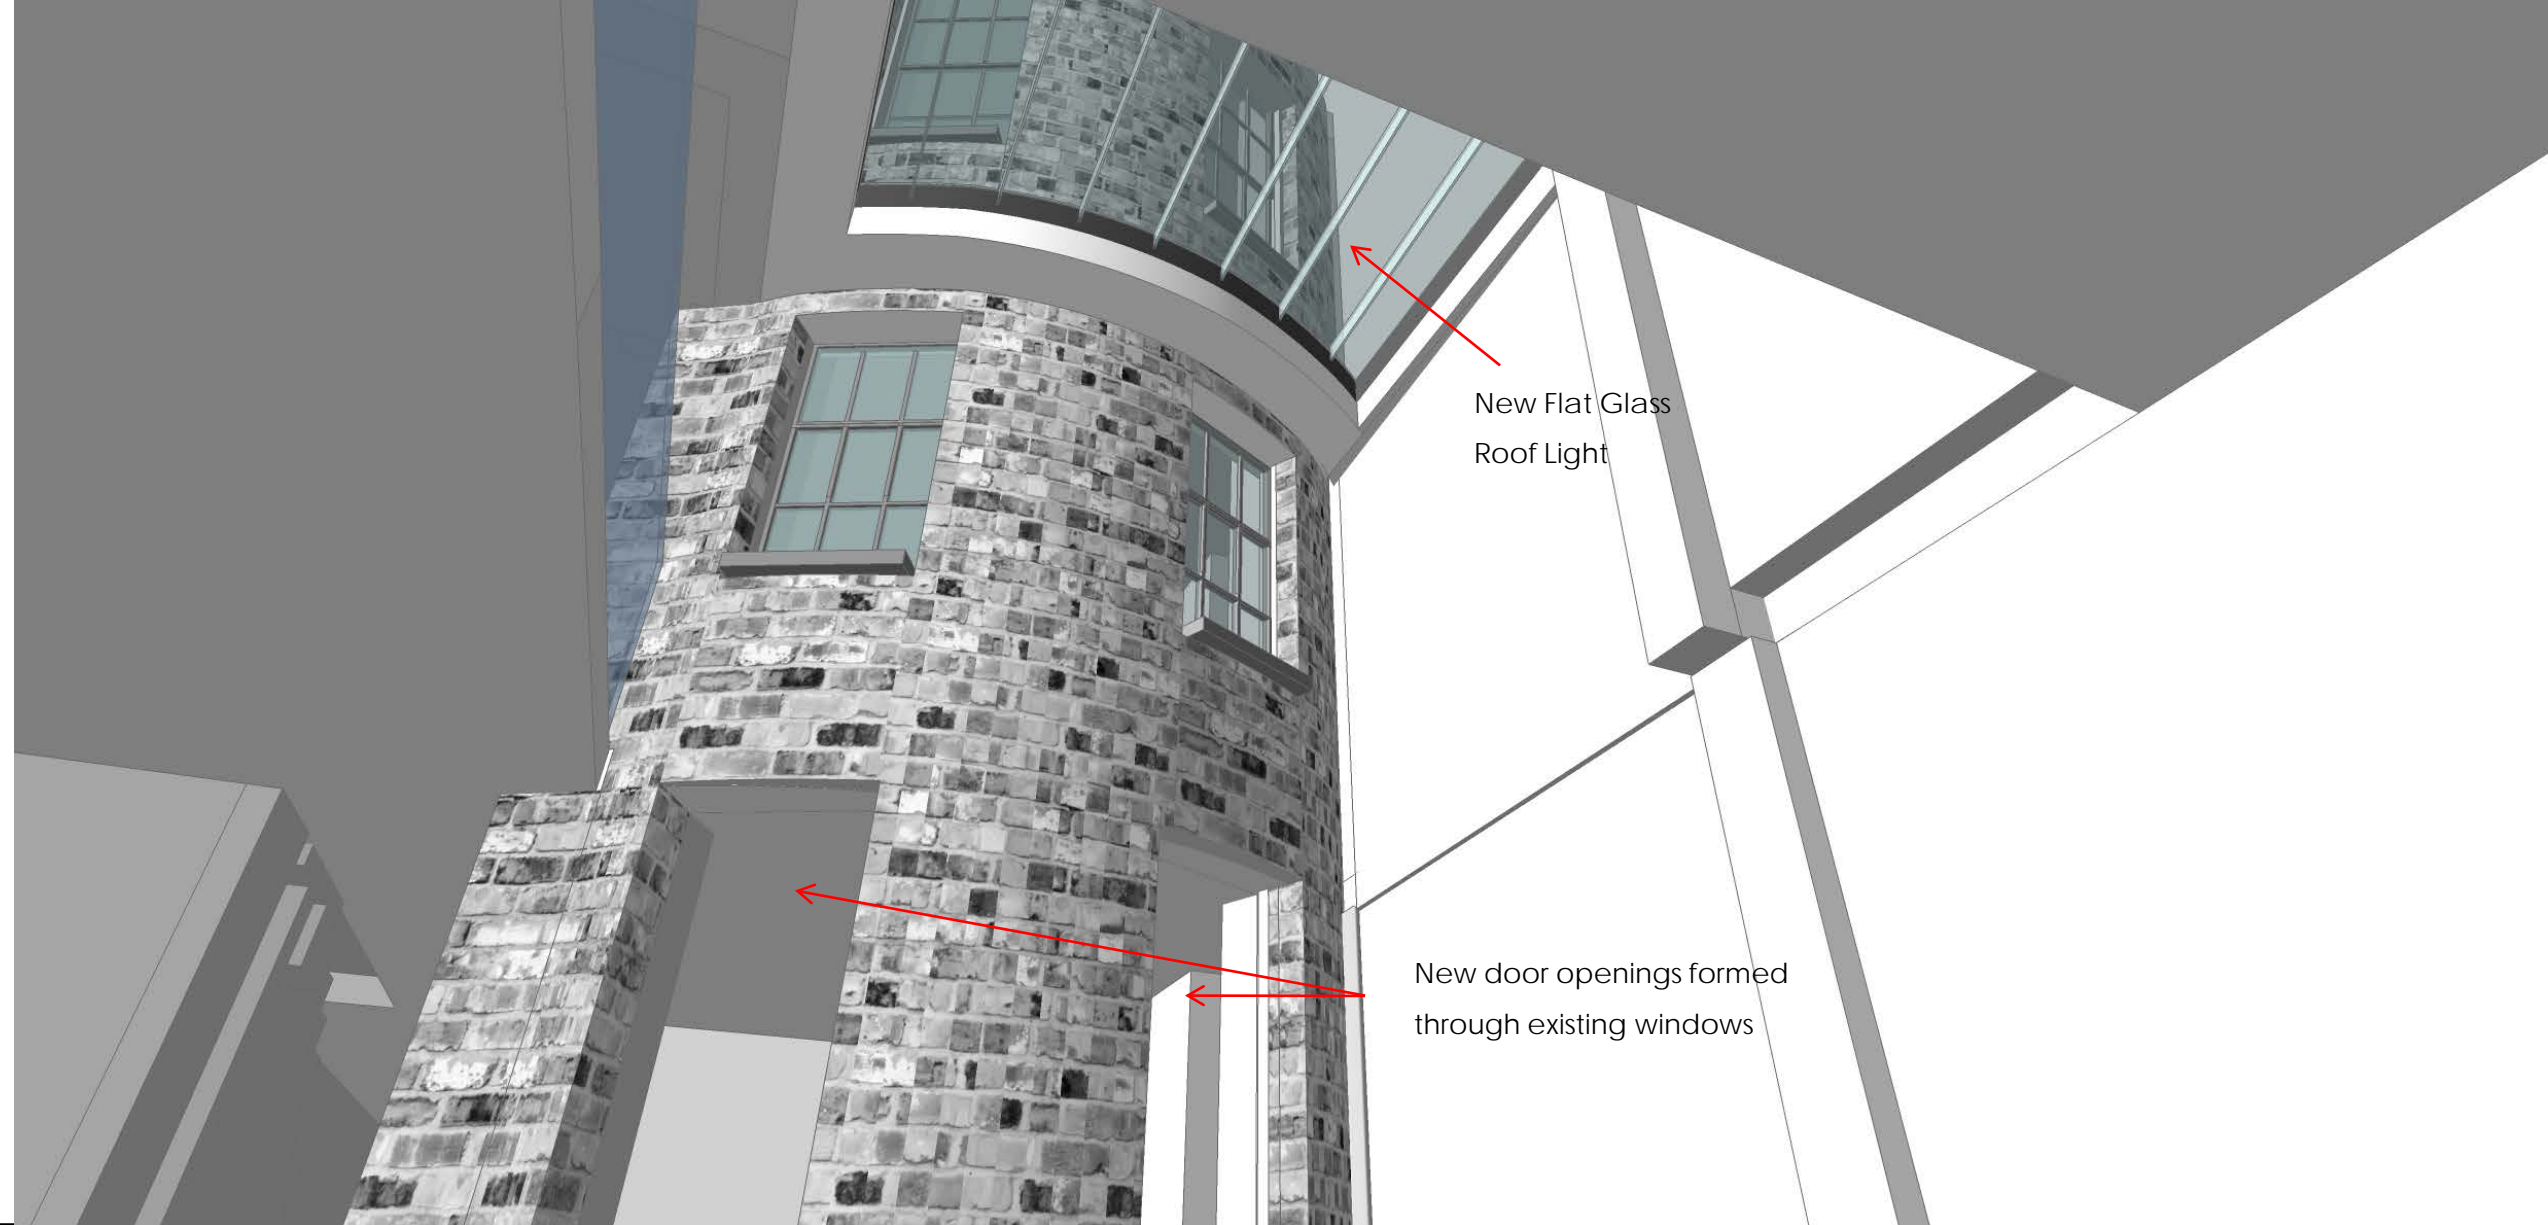 New Flat Glass
Roof Light
New door openings formed
through existing windows